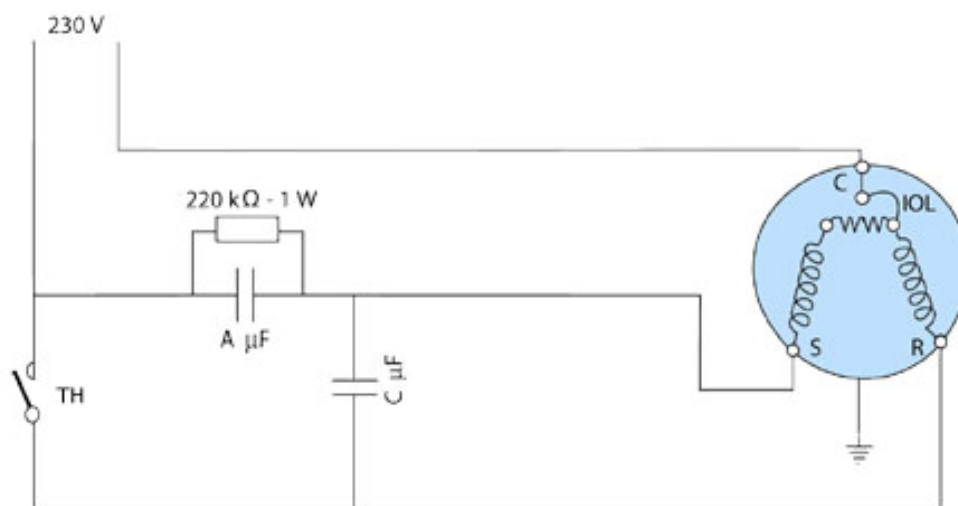 230 V
220 kΩ - 1 W
A µF
C µF
TH
C
IOL
S
R